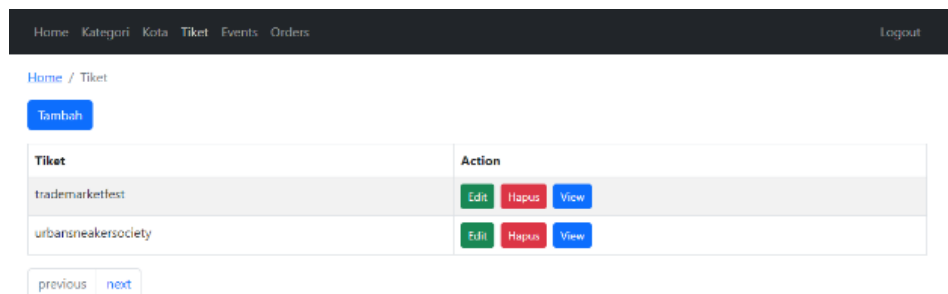 Home Kategori Kota Tiket Events Orders Logout
Home / Tiket
Tambah
Tiket Action
trademarketfest Edit Hapus View
urbansneakersociety Edit Hapus View
previous next